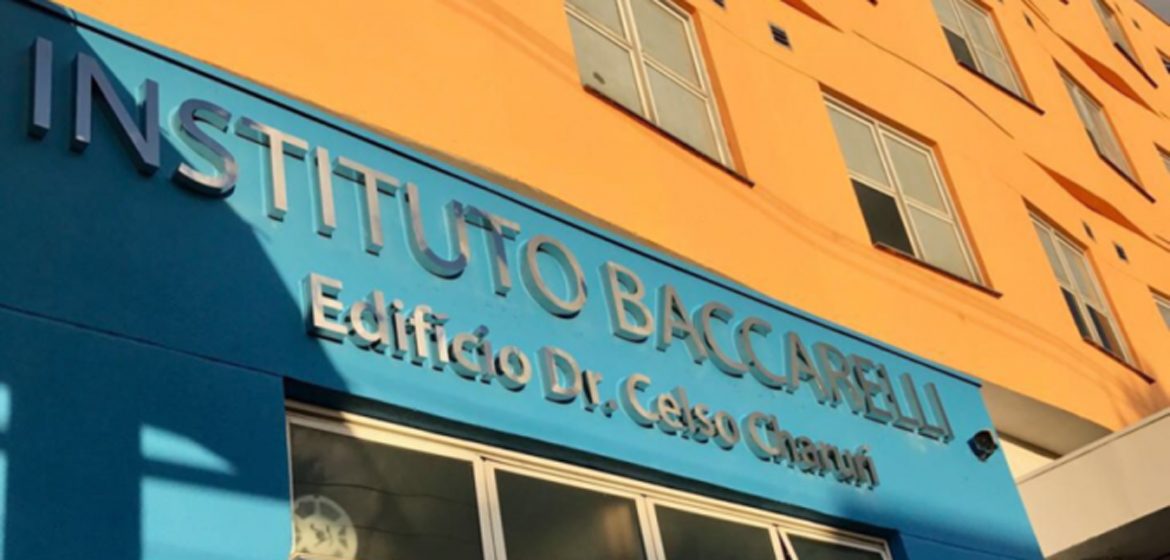 INSTITUTO BACCARELLI
Edifício Dr. Celso Charuri